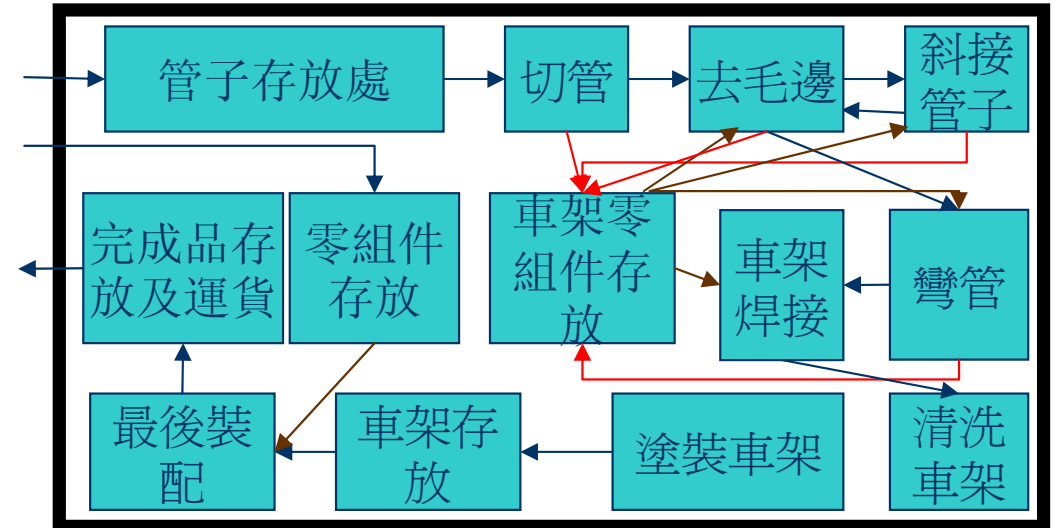 管子存放處
切管
去毛邊
斜接
管子
完成品存
放及運貨
零組件
存放
車架零
組件存
放
車架
焊接
彎管
最後裝
配
車架存
放
塗裝車架
清洗
車架